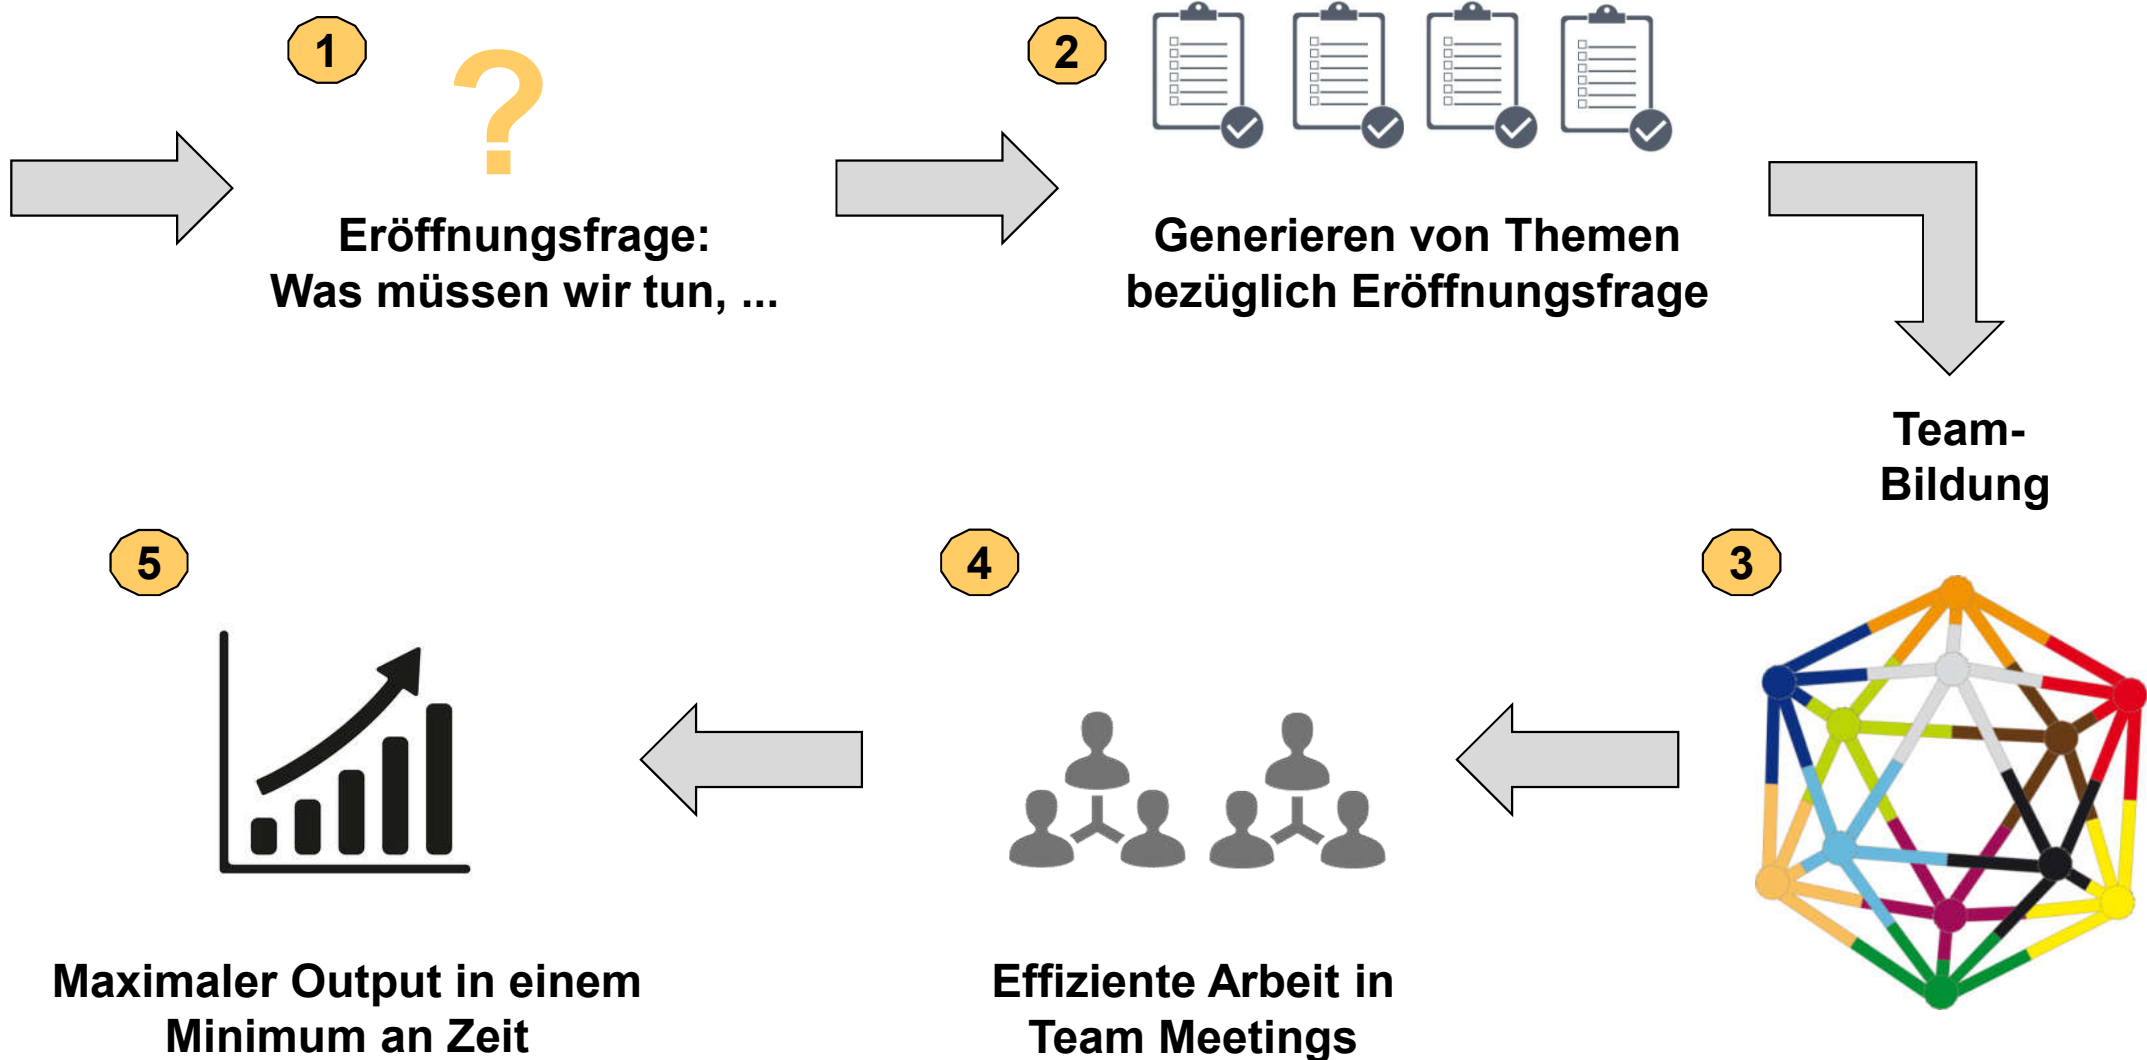 1
?
Eröffnungsfrage:
Was müssen wir tun, ...
2
Generieren von Themen
bezüglich Eröffnungsfrage
Team-
Bildung
3
4
Effiziente Arbeit in
Team Meetings
5
Maximaler Output in einem
Minimum an Zeit